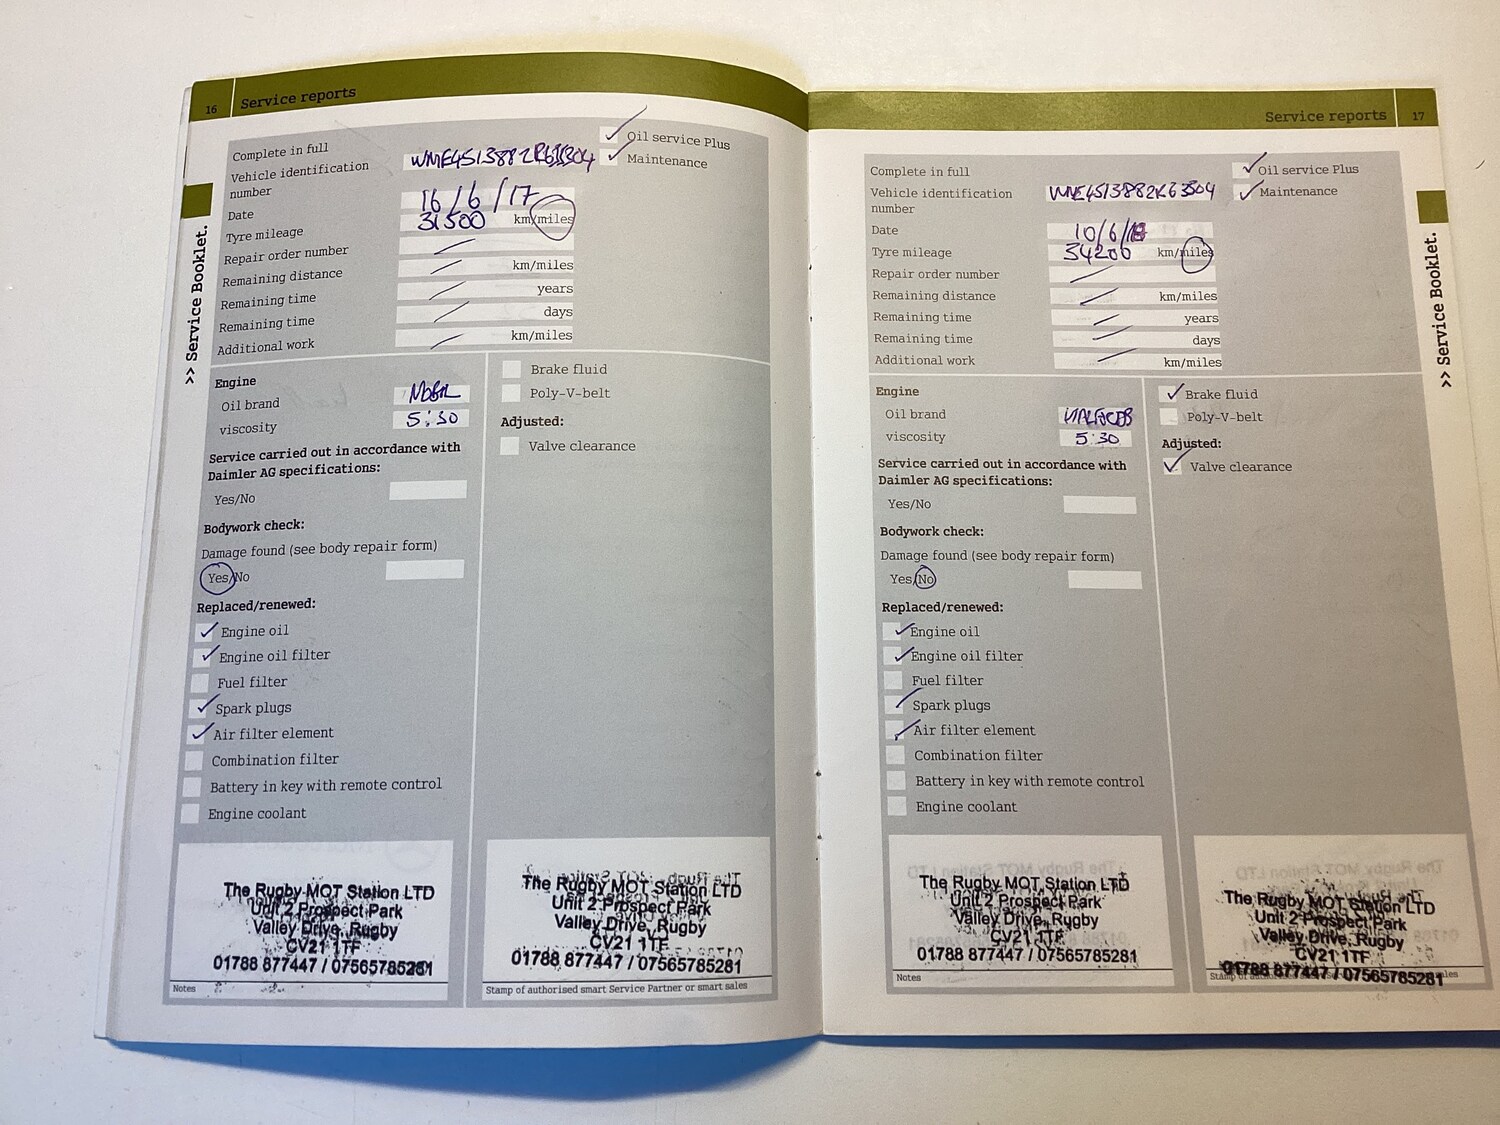 16 Service reports
Complete in full
Oil service Plus
Vehicle identification
number
WME4513882K63504
Maintenance
Date 16/6/17
Tyre mileage 31500 km/miles
Repair order number
Remaining distance km/miles
Remaining time years
Remaining time days
Additional work km/miles
Engine
Oil brand MOBIL
viscosity 5:30
Service carried out in accordance with
Daimler AG specifications:
Yes/No
Bodywork check:
Damage found (see body repair form)
Yes/No
Replaced/renewed:
Engine oil
Engine oil filter
Fuel filter
Spark plugs
Air filter element
Combination filter
Battery in key with remote control
Engine coolant
Brake fluid
Poly-V-belt
Adjusted:
Valve clearance
The Rugby MOT Station LTD
Unit 2 Prospect Park
Valley Drive, Rugby
CV21 1TF
01788 877447 / 07565785281
Notes
The Rugby MOT Station LTD
Unit 2 Prospect Park
Valley Drive, Rugby
CV21 1TF
01788 877447 / 07565785281
Stamp of authorised smart Service Partner or smart sales
>> Service Booklet.
Service reports 17
Complete in full
Oil service Plus
Vehicle identification
number
WME4513882K63504
Maintenance
Date 10/6/18
Tyre mileage 34200 km/miles
Repair order number
Remaining distance km/miles
Remaining time years
Remaining time days
Additional work km/miles
Engine
Oil brand
viscosity 5:30
Service carried out in accordance with
Daimler AG specifications:
Yes/No
Bodywork check:
Damage found (see body repair form)
Yes/No
Replaced/renewed:
Engine oil
Engine oil filter
Fuel filter
Spark plugs
Air filter element
Combination filter
Battery in key with remote control
Engine coolant
Brake fluid
Poly-V-belt
Adjusted:
Valve clearance
The Rugby MOT Station LTD
Unit 2 Prospect Park
Valley Drive, Rugby
CV21 1TF
01788 877447 / 07565785281
Notes
The Rugby MOT Station LTD
Unit 2 Prospect Park
Valley Drive, Rugby
CV21 1TF
01788 877447 / 07565785281
>> Service Booklet.